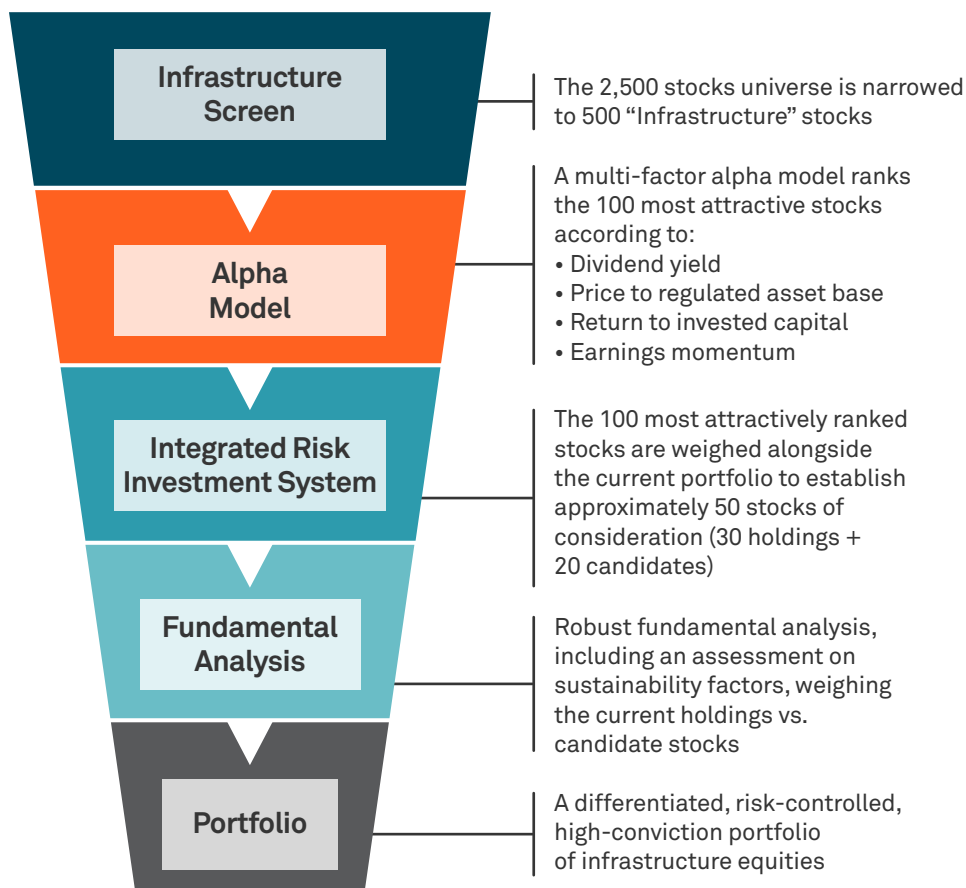 Infrastructure
Screen
The 2,500 stocks universe is narrowed
to 500 “Infrastructure” stocks
Alpha
Model
A multi-factor alpha model ranks
the 100 most attractive stocks
according to:
• Dividend yield
• Price to regulated asset base
• Return to invested capital
• Earnings momentum
Integrated Risk
Investment System
The 100 most attractively ranked
stocks are weighed alongside
the current portfolio to establish
approximately 50 stocks of
consideration (30 holdings +
20 candidates)
Fundamental
Analysis
Robust fundamental analysis,
including an assessment on
sustainability factors, weighing
the current holdings vs.
candidate stocks
Portfolio
A differentiated, risk-controlled,
high-conviction portfolio
of infrastructure equities